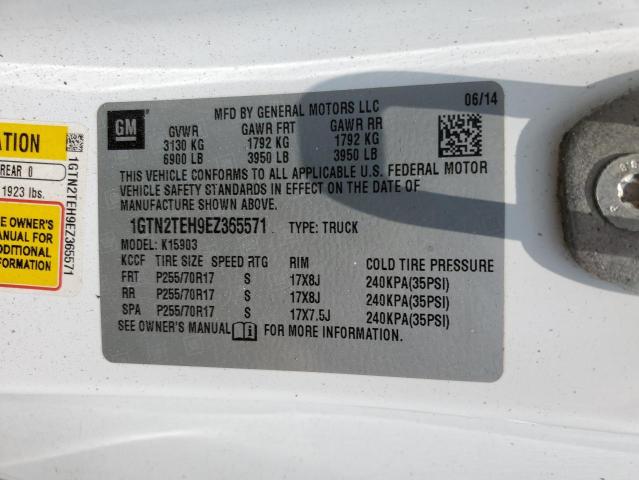 GM
MFD BY GENERAL MOTORS LLC 06/14
GVWR GAWR FRT GAWR RR
3130 KG 1792 KG 1792 KG
6900 LB 3950 LB 3950 LB
THIS VEHICLE CONFORMS TO ALL APPLICABLE U.S. FEDERAL MOTOR
VEHICLE SAFETY STANDARDS IN EFFECT ON THE DATE OF
MANUFACTURE SHOWN ABOVE.
1GTN2TEH9EZ365571 TYPE: TRUCK
MODEL: K15903
KCCF TIRE SIZE SPEED RTG RIM COLD TIRE PRESSURE
FRT P255/70R17 S 17X8J 240KPA(35PSI)
RR P255/70R17 S 17X8J 240KPA(35PSI)
SPA P255/70R17 S 17X7.5J 240KPA(35PSI)
SEE OWNER'S MANUAL FOR MORE INFORMATION.
ATION
REAR 0
1923 lbs.
EE OWNER'S
MANUAL FOR
ADDITIONAL
FORMATION
1GTN2TEH9EZ365571